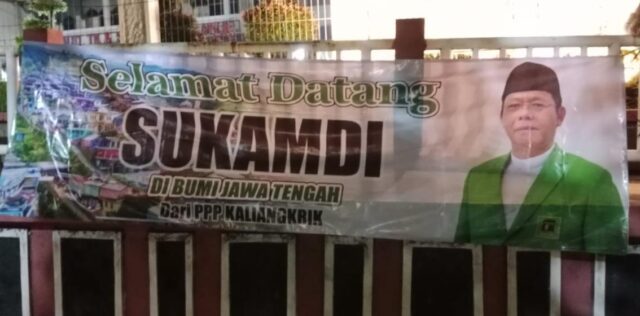 Selamat Datang
SUKAMDI
DI BUMI JAWA TENGAH
Dari PPP KALIANGKRIK